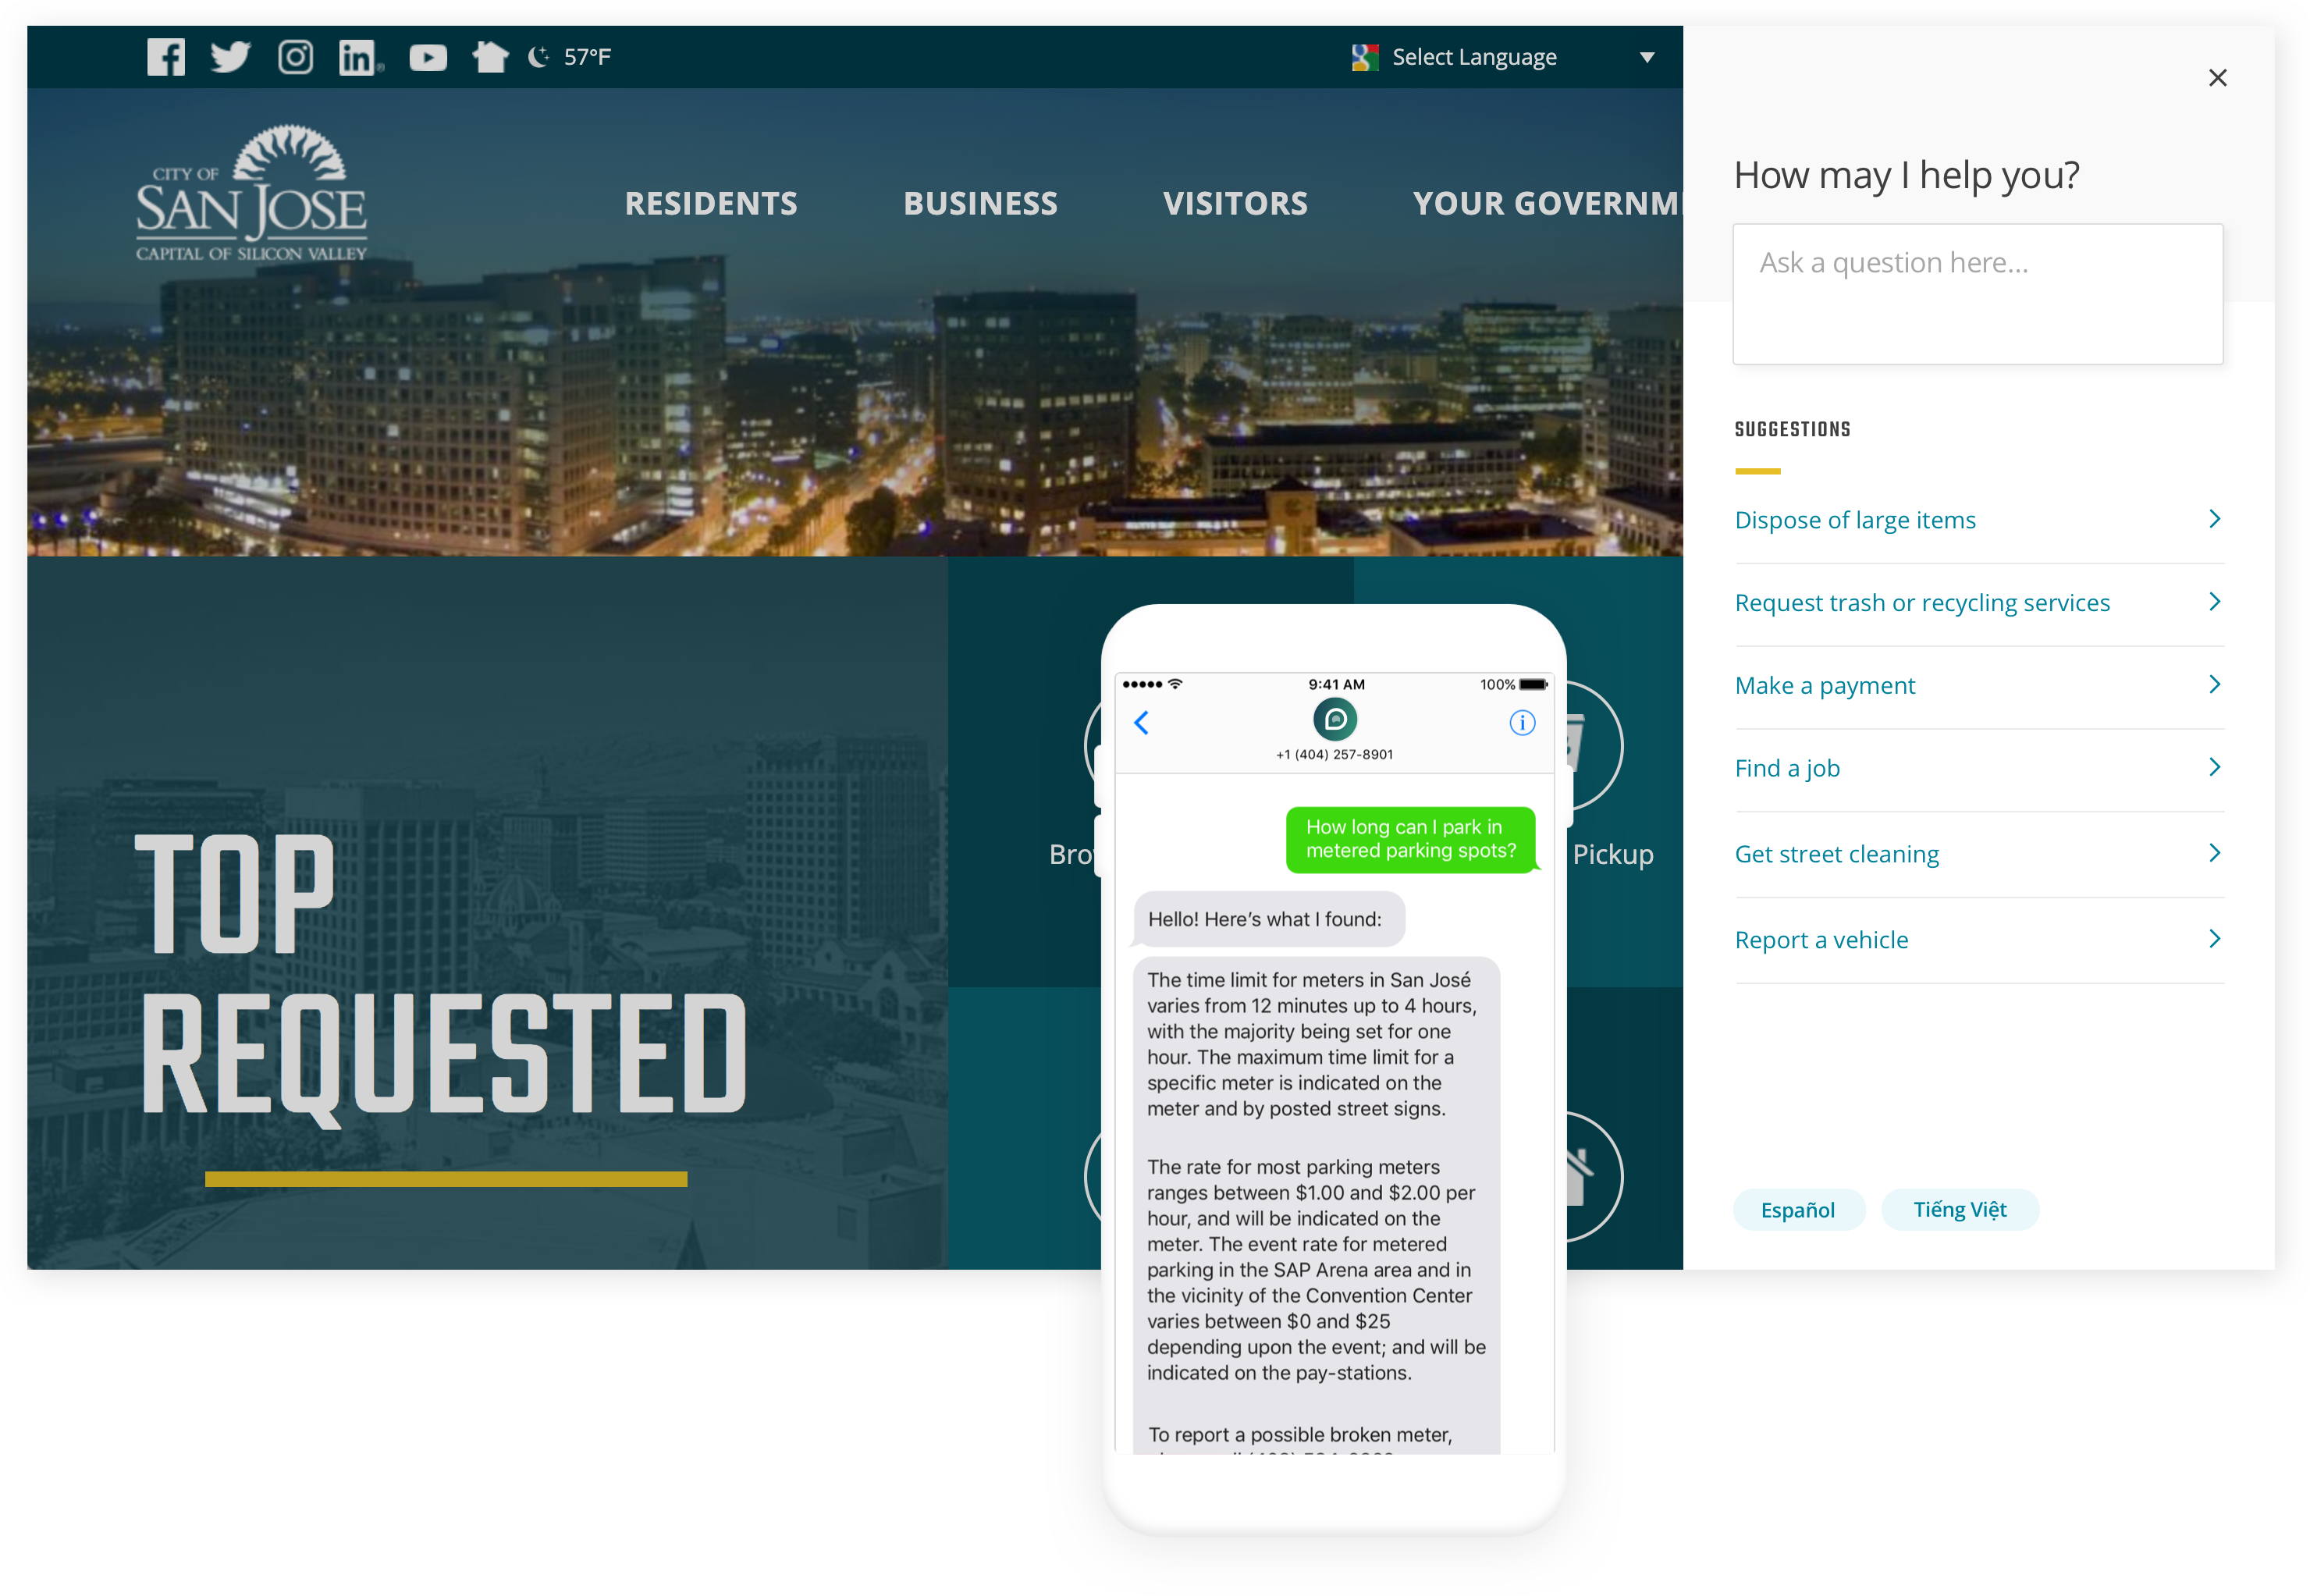 57°F
Select Language
CITY OF
SAN JOSE
CAPITAL OF SILICON VALLEY
RESIDENTS
BUSINESS
VISITORS
YOUR
How may I help you?
Ask a question here...
SUGGESTIONS
Dispose of large items
Request trash or recycling services
Make a payment
Find a job
Get street cleaning
Report a vehicle
Español
Tiếng Việt
TOP
REQUESTED
Pickup
9:41 AM
100%
+1 (404) 257-8901
How long can I park in
metered parking spots?
Hello! Here’s what I found:
The time limit for meters in San José
varies from 12 minutes up to 4 hours,
with the majority being set for one
hour. The maximum time limit for a
specific meter is indicated on the
meter and by posted street signs.
The rate for most parking meters
ranges between $1.00 and $2.00 per
hour, and will be indicated on the
meter. The event rate for metered
parking in the SAP Arena area and in
the vicinity of the Convention Center
varies between $0 and $25
depending upon the event; and will be
indicated on the pay-stations.
To report a possible broken meter,